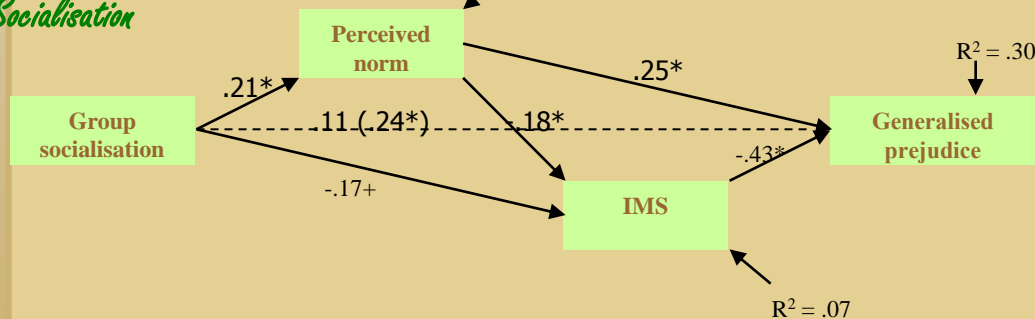 Socialisation
Perceived
norm
R² = .30
.21*
.25*
Group
socialisation
.11 (.24*)
-.18*
Generalised
prejudice
-.43*
-.17+
IMS
R² = .07